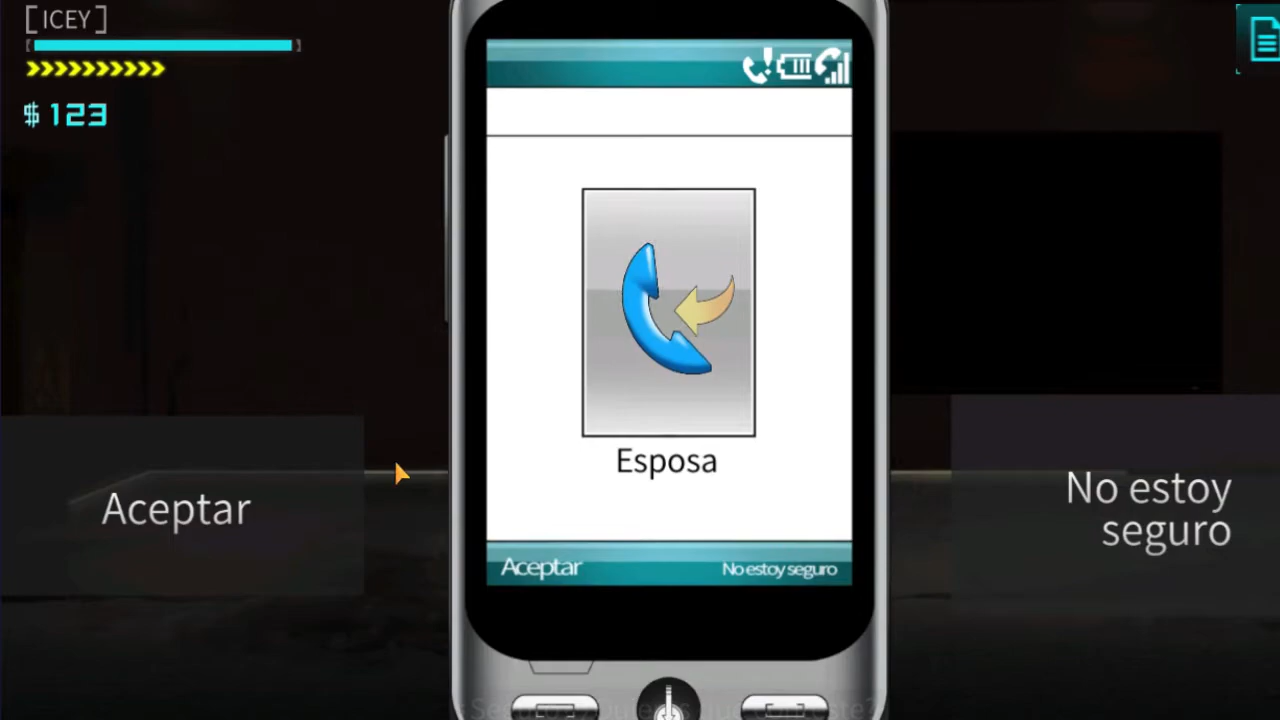 [ICEY]
$ 123
Esposa
Aceptar
No estoy
seguro
Aceptar
No estoy seguro